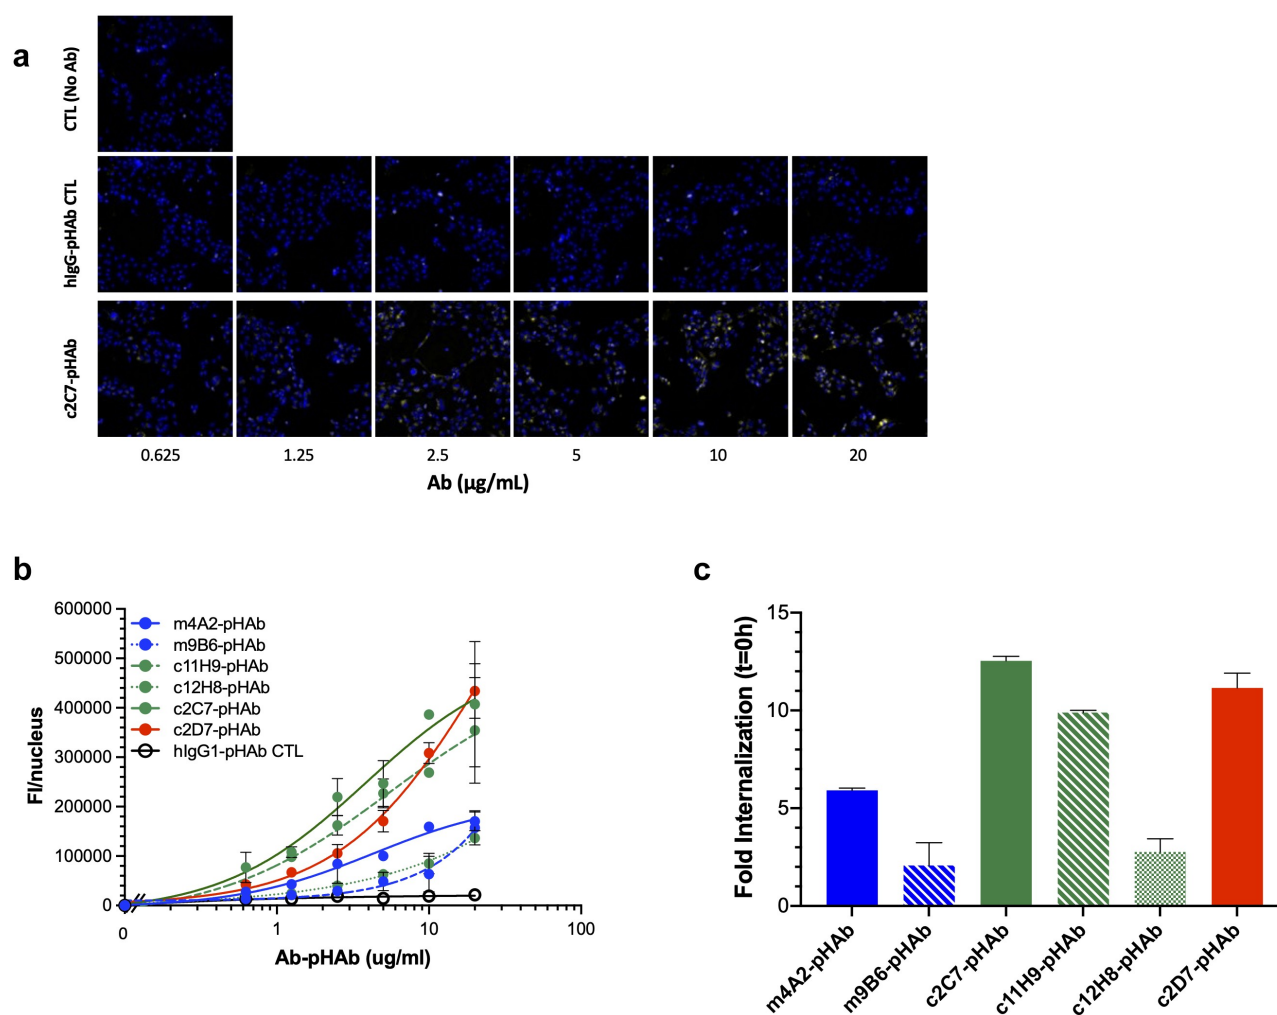 a
CTL (No Ab)
hIgG-pHAb CTL
c2C7-pHAb
0.625 1.25 2.5 5 10 20
Ab (µg/mL)
b
600000
500000
400000
300000
200000
100000
0
FI/nucleus
m4A2-pHAb
m9B6-pHAb
c11H9-pHAb
c12H8-pHAb
c2C7-pHAb
c2D7-pHAb
hIgG1-pHAb CTL
0 1 10 100
Ab-pHAb (ug/ml)
c
Fold Internalization (t=0h)
15
10
5
0
m4A2-pHAb
m9B6-pHAb
c2C7-pHAb
c11H9-pHAb
c12H8-pHAb
c2D7-pHAb